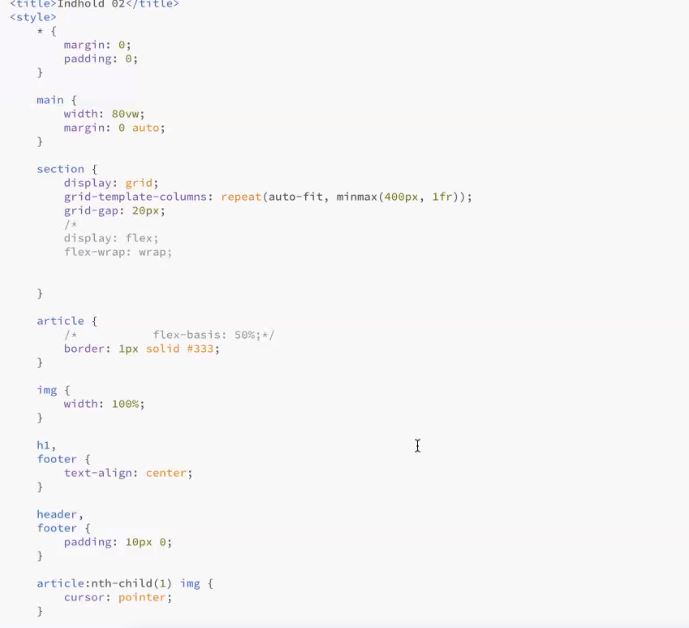 <title>Indhold 02</title>
<style>
* {
margin: 0;
padding: 0;
}
main {
width: 80vw;
margin: 0 auto;
}
section {
display: grid;
grid-template-columns: repeat(auto-fit, minmax(400px, 1fr));
grid-gap: 20px;
/*
display: flex;
flex-wrap: wrap;
}
article {
/* flex-basis: 50%;*/
border: 1px solid #333;
}
img {
width: 100%;
}
h1,
footer {
text-align: center;
}
header,
footer {
padding: 10px 0;
}
article:nth-child(1) img {
cursor: pointer;
}